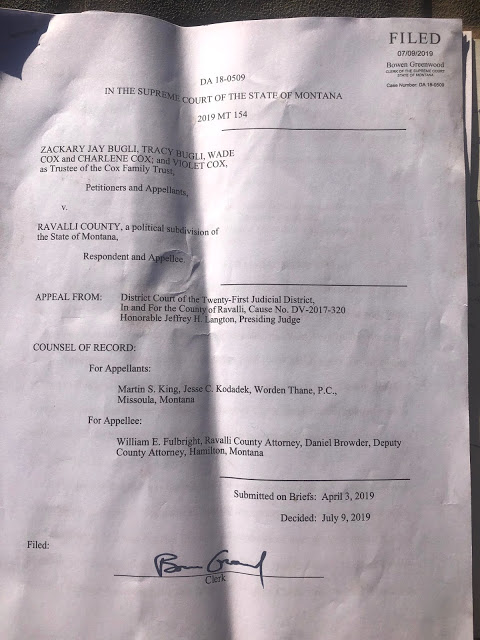 FILED
07/09/2019
Bowen Greenwood
CLERK OF THE SUPREME COURT
STATE OF MONTANA
Case Number: DA 18-0509
DA 18-0509
IN THE SUPREME COURT OF THE STATE OF MONTANA
2019 MT 154
ZACKARY JAY BUGLI, TRACY BUGLI, WADE
COX and CHARLENE COX; and VIOLET COX,
as Trustee of the Cox Family Trust,
Petitioners and Appellants,
v.
RAVALLI COUNTY, a political subdivision of
the State of Montana,
Respondent and Appellee.
APPEAL FROM: District Court of the Twenty-First Judicial District,
In and For the County of Ravalli, Cause No. DV-2017-320
Honorable Jeffrey H. Langton, Presiding Judge
COUNSEL OF RECORD:
For Appellants:
Martin S. King, Jesse C. Kodadek, Worden Thane, P.C.,
Missoula, Montana
For Appellee:
William E. Fulbright, Ravalli County Attorney, Daniel Browder, Deputy
County Attorney, Hamilton, Montana
Submitted on Briefs: April 3, 2019
Decided: July 9, 2019
Filed:
Clerk